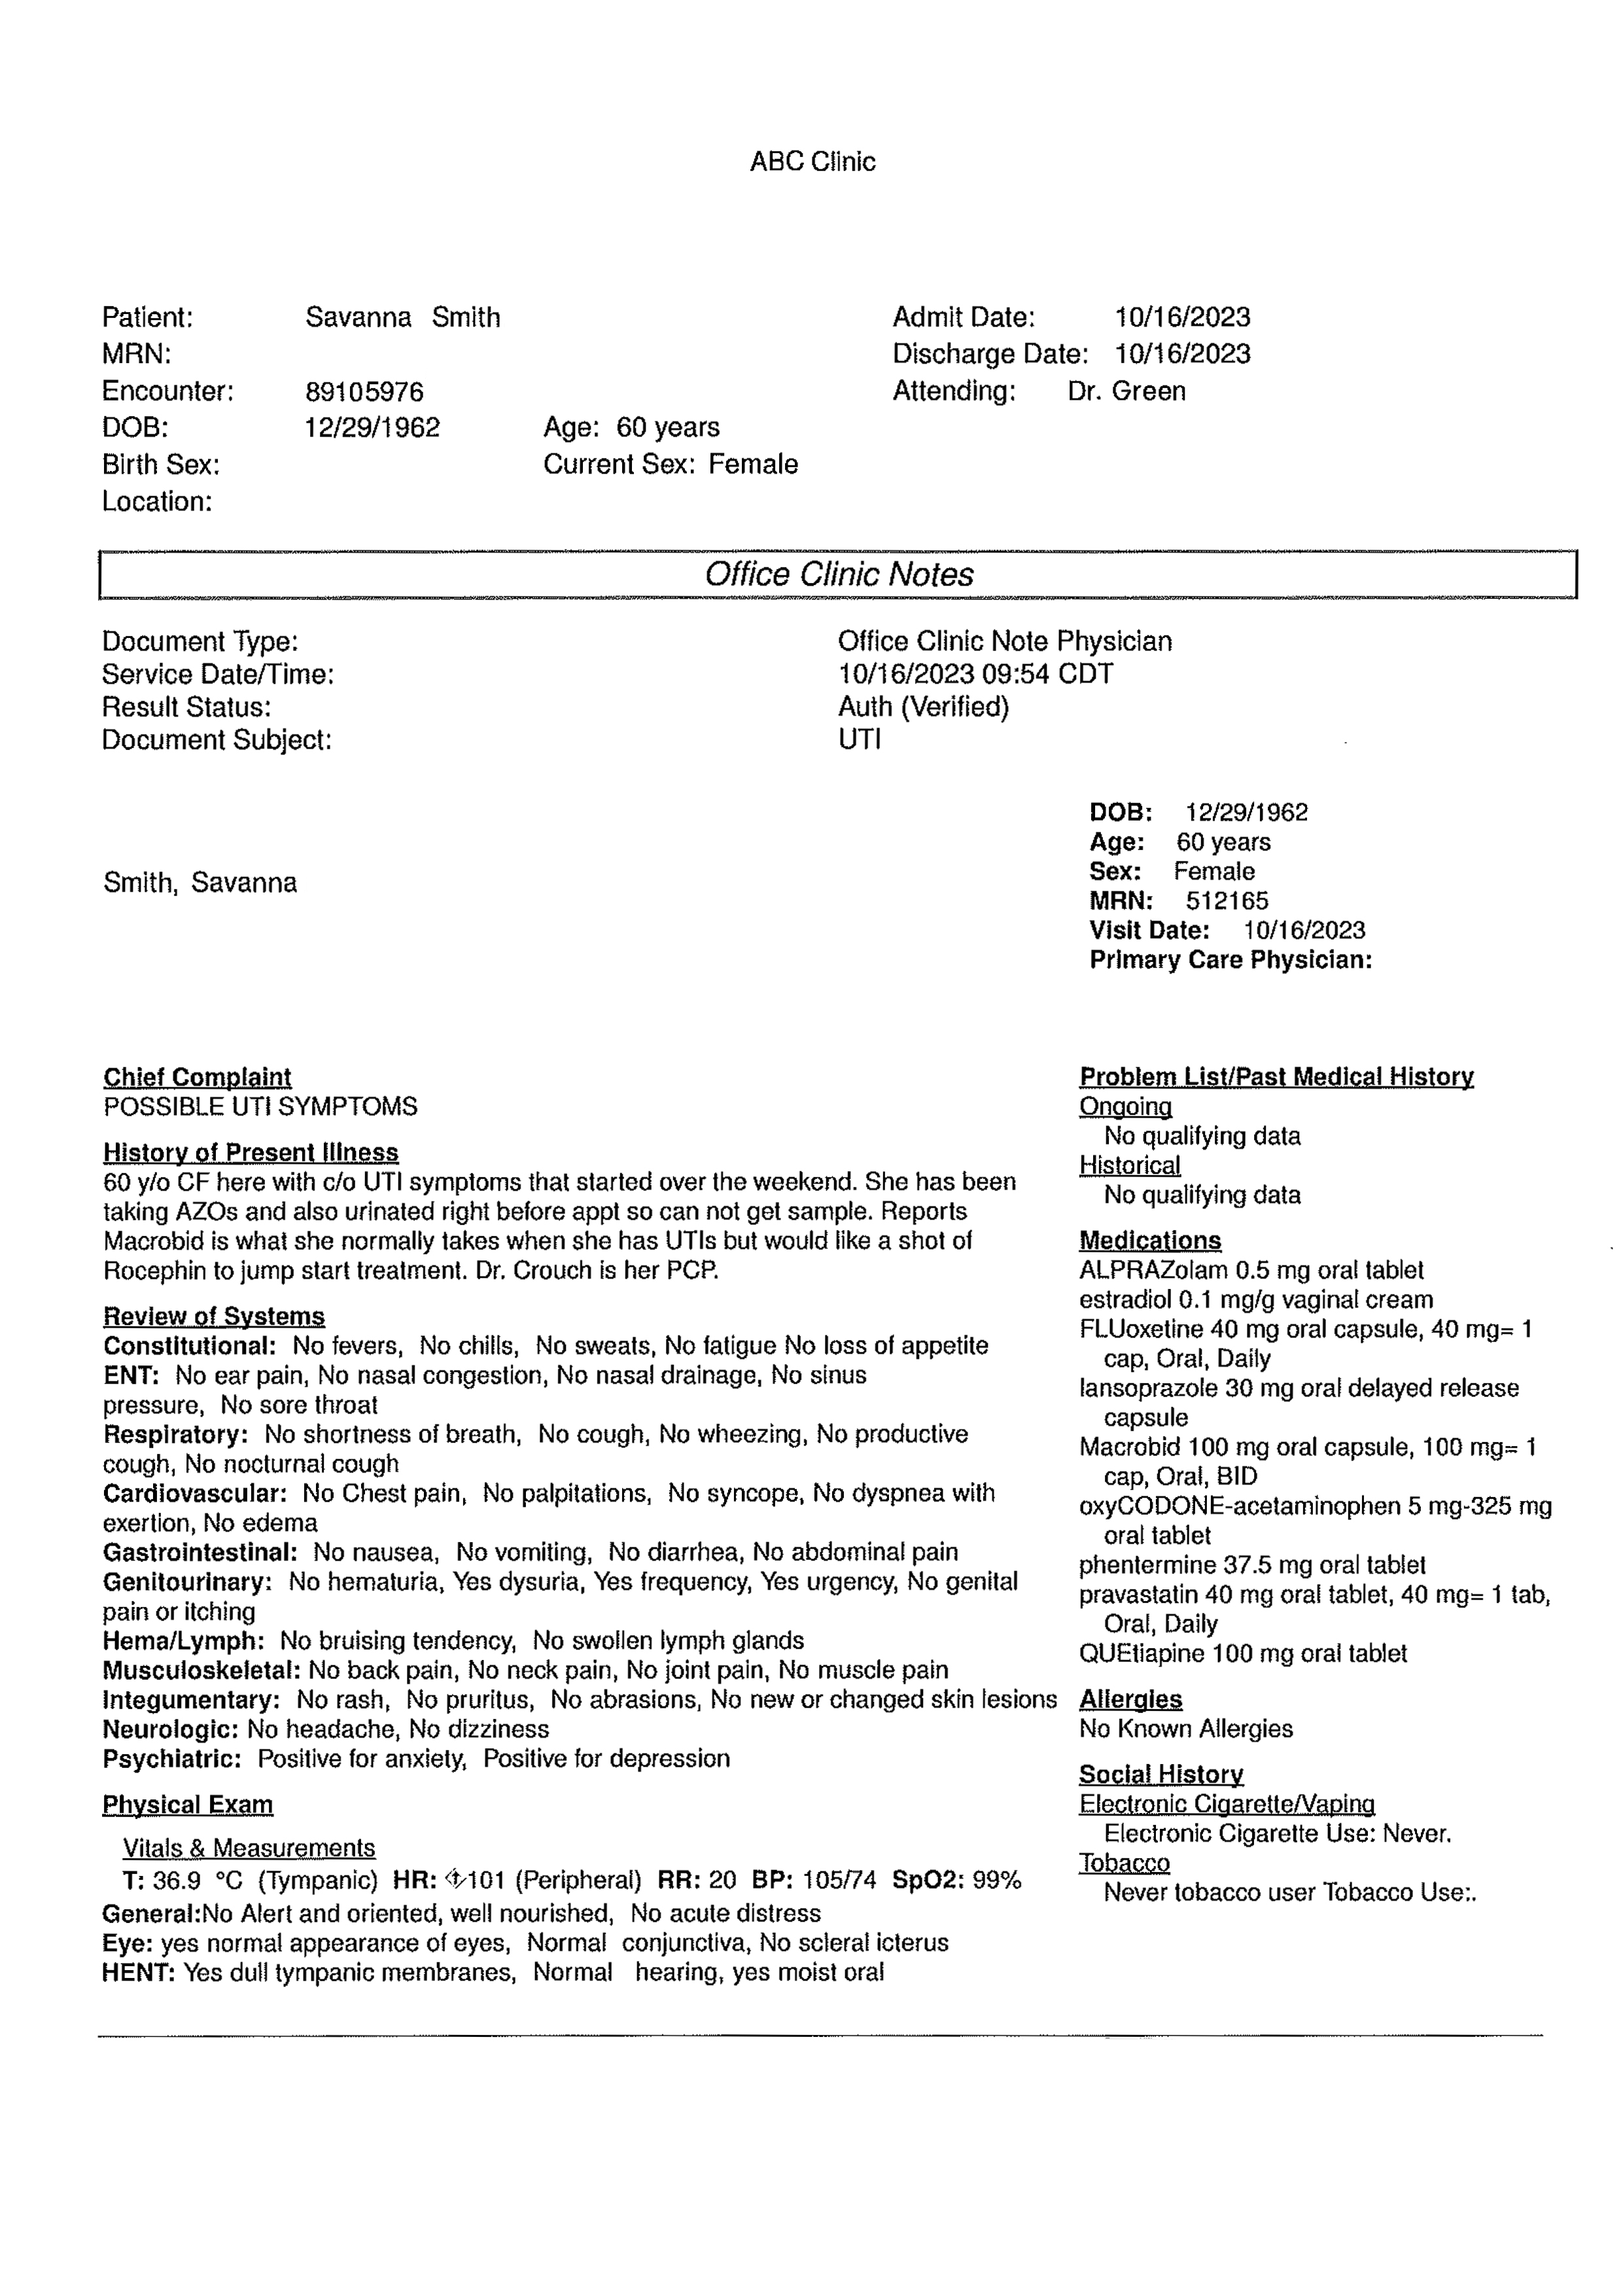 ABC Clinic
Patient: Savanna Smith Admit Date: 10/16/2023
MRN: Discharge Date: 10/16/2023
Encounter: 89105976 Attending: Dr. Green
DOB: 12/29/1962 Age: 60 years
Birth Sex: Current Sex: Female
Location:
Office Clinic Notes
Document Type: Office Clinic Note Physician
Service Date/Time: 10/16/2023 09:54 CDT
Result Status: Auth (Verified)
Document Subject: UTI
Smith, Savanna
DOB: 12/29/1962
Age: 60 years
Sex: Female
MRN: 512165
Visit Date: 10/16/2023
Primary Care Physician:
Chief Complaint
POSSIBLE UTI SYMPTOMS
History of Present Illness
60 y/o CF here with c/o UTI symptoms that started over the weekend. She has been
taking AZOs and also urinated right before appt so can not get sample. Reports
Macrobid is what she normally takes when she has UTIs but would like a shot of
Rocephin to jump start treatment. Dr. Crouch is her PCP.
Review of Systems
Constitutional: No fevers, No chills, No sweats, No fatigue No loss of appetite
ENT: No ear pain, No nasal congestion, No nasal drainage, No sinus
pressure, No sore throat
Respiratory: No shortness of breath, No cough, No wheezing, No productive
cough, No nocturnal cough
Cardiovascular: No Chest pain, No palpitations, No syncope, No dyspnea with
exertion, No edema
Gastrointestinal: No nausea, No vomiting, No diarrhea, No abdominal pain
Genitourinary: No hematuria, Yes dysuria, Yes frequency, Yes urgency, No genital
pain or itching
Hema/Lymph: No bruising tendency, No swollen lymph glands
Musculoskeletal: No back pain, No neck pain, No joint pain, No muscle pain
Integumentary: No rash, No pruritus, No abrasions, No new or changed skin lesions
Neurologic: No headache, No dizziness
Psychiatric: Positive for anxiety, Positive for depression
Physical Exam
Vitals & Measurements
T: 36.9 °C (Tympanic) HR: 101 (Peripheral) RR: 20 BP: 105/74 SpO2: 99%
General:No Alert and oriented, well nourished, No acute distress
Eye: yes normal appearance of eyes, Normal conjunctiva, No scleral icterus
HENT: Yes dull tympanic membranes, Normal hearing, yes moist oral
Problem List/Past Medical History
Ongoing
No qualifying data
Historical
No qualifying data
Medications
ALPRAZolam 0.5 mg oral tablet
estradiol 0.1 mg/g vaginal cream
FLUoxetine 40 mg oral capsule, 40 mg= 1
cap, Oral, Daily
lansoprazole 30 mg oral delayed release
capsule
Macrobid 100 mg oral capsule, 100 mg= 1
cap, Oral, BID
oxyCODONE-acetaminophen 5 mg-325 mg
oral tablet
phentermine 37.5 mg oral tablet
pravastatin 40 mg oral tablet, 40 mg= 1 tab,
Oral, Daily
QUEtiapine 100 mg oral tablet
Allergies
No Known Allergies
Social History
Electronic Cigarette/Vaping
Electronic Cigarette Use: Never.
Tobacco
Never tobacco user Tobacco Use:.